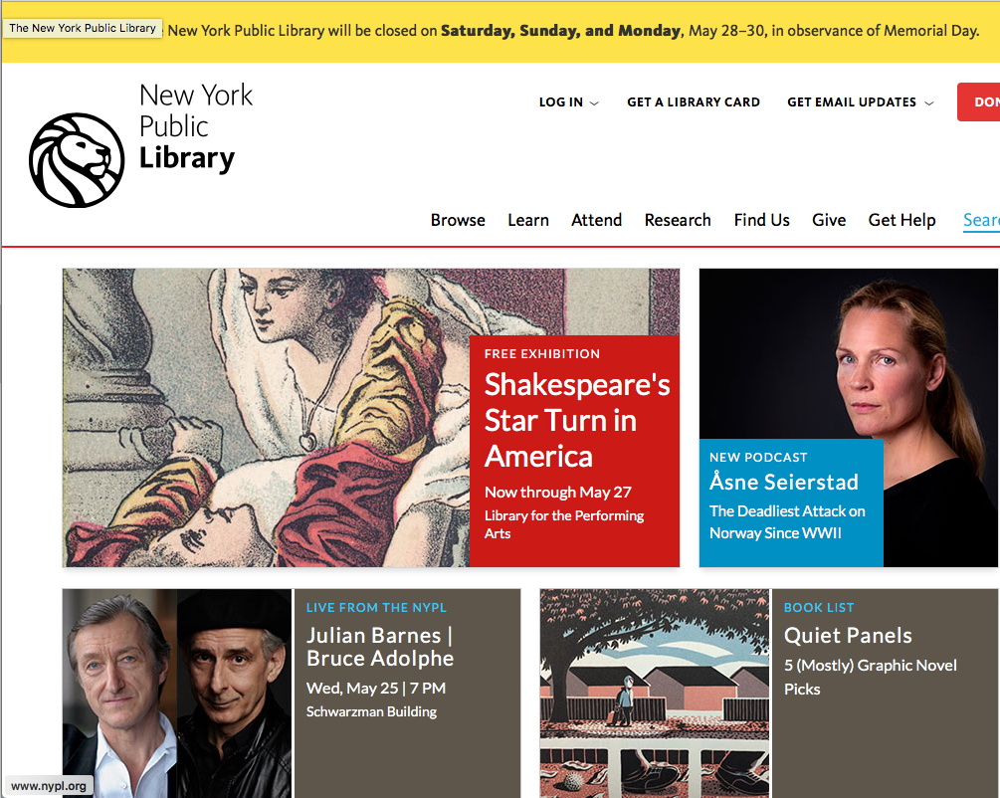 The New York Public Library
New York Public Library will be closed on Saturday, Sunday, and Monday, May 28–30, in observance of Memorial Day.
New York
Public
Library
LOG IN
GET A LIBRARY CARD
GET EMAIL UPDATES
DON
Browse
Learn
Attend
Research
Find Us
Give
Get Help
Sear
FREE EXHIBITION
Shakespeare's
Star Turn in
America
Now through May 27
Library for the Performing
Arts
NEW PODCAST
Åsne Seierstad
The Deadliest Attack on
Norway Since WWII
LIVE FROM THE NYPL
Julian Barnes |
Bruce Adolphe
Wed, May 25 | 7 PM
Schwarzman Building
BOOK LIST
Quiet Panels
5 (Mostly) Graphic Novel
Picks
www.nypl.org